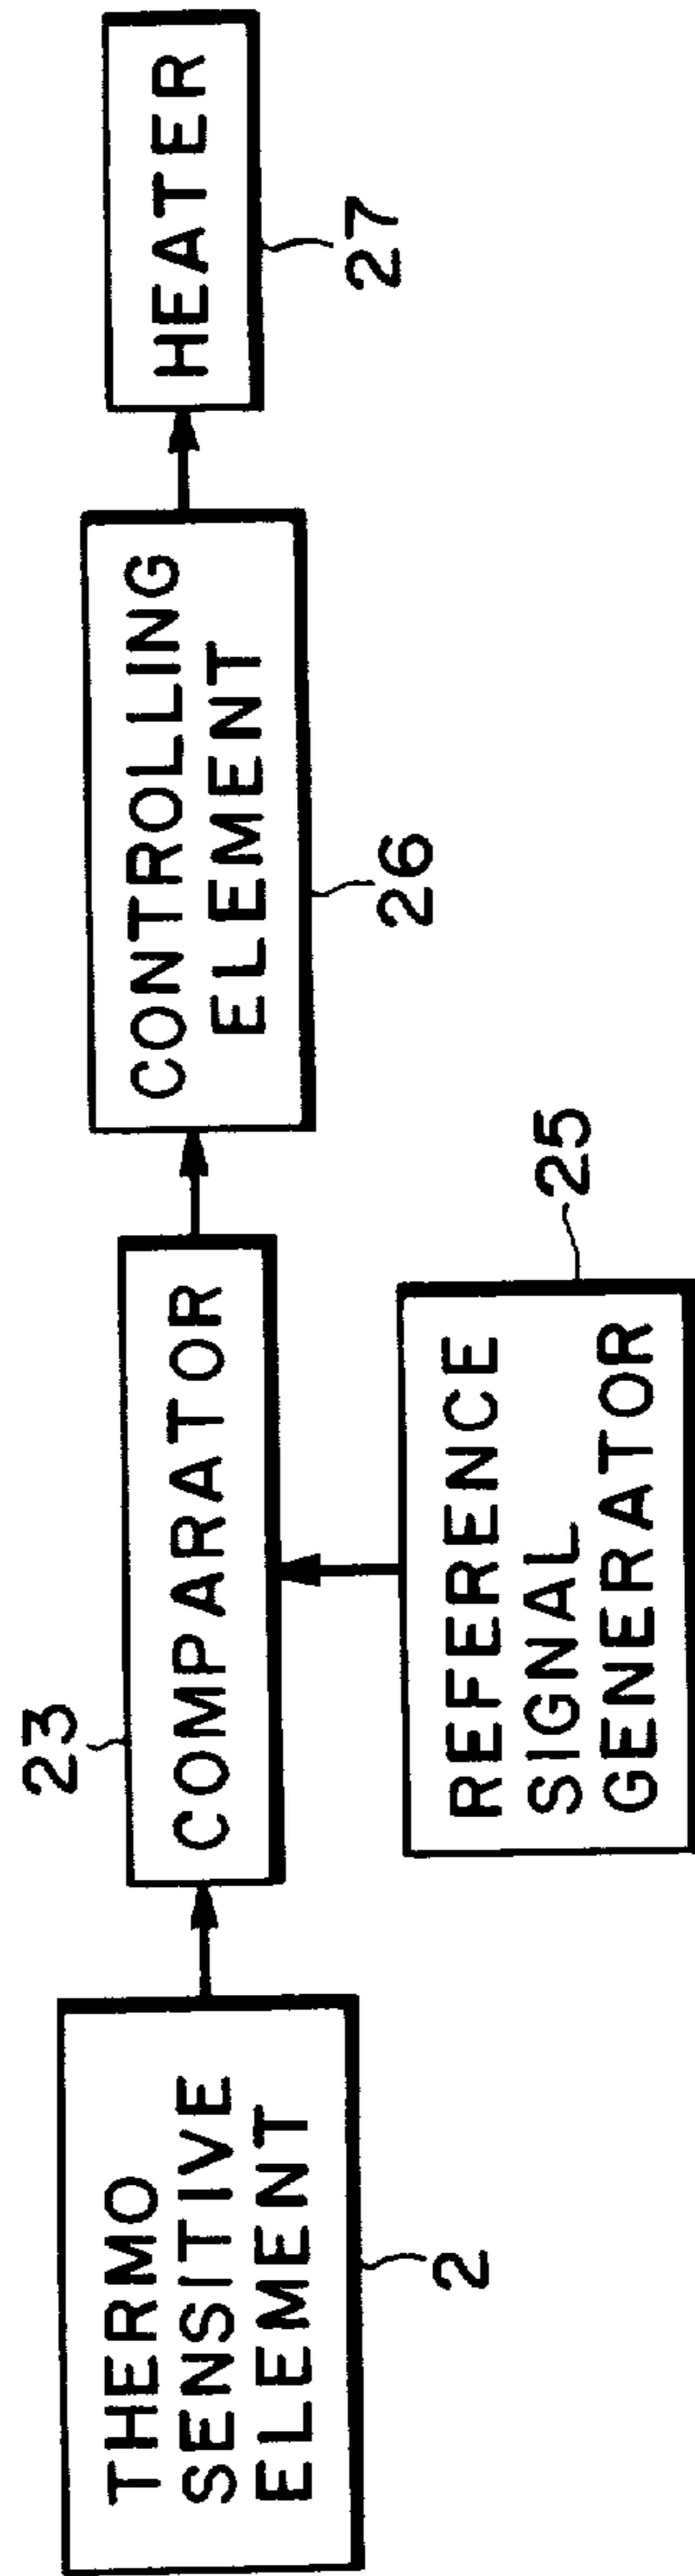 THERMO
SENSITIVE
ELEMENT
2
23
COMPARATOR
REFERENCE
SIGNAL
GENERATOR
25
CONTROLLING
ELEMENT
26
HEATER
27